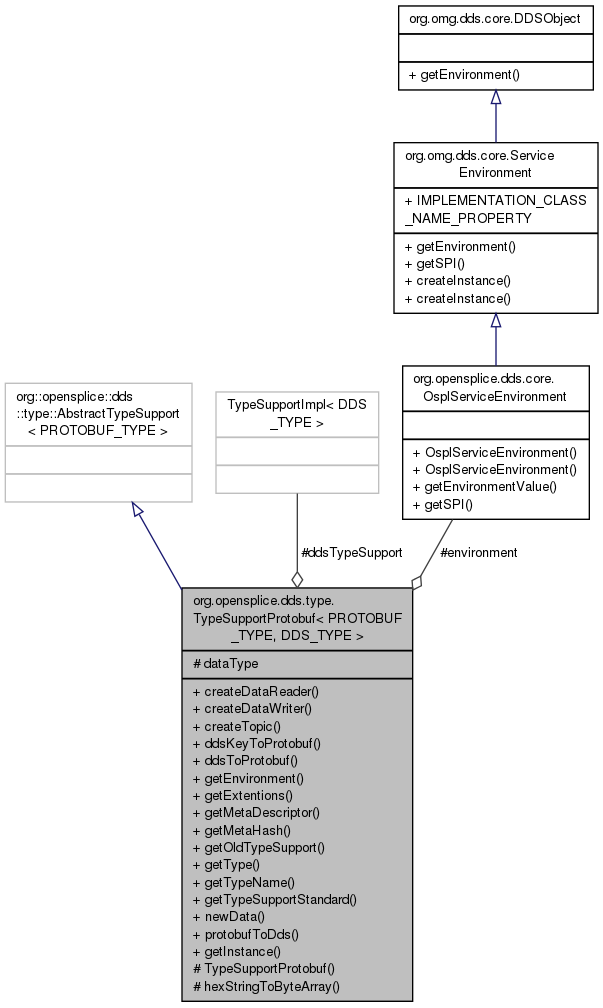 org.omg.dds.core.DDSObject
+ getEnvironment()
org.omg.dds.core.Service
Environment
+ IMPLEMENTATION_CLASS
_NAME_PROPERTY
+ getEnvironment()
+ getSPI()
+ createInstance()
+ createInstance()
org::opensplice::dds
::type::AbstractTypeSupport
< PROTOBUF_TYPE >
TypeSupportImpl< DDS
_TYPE >
org.opensplice.dds.core.
OsplServiceEnvironment
+ OsplServiceEnvironment()
+ OsplServiceEnvironment()
+ getEnvironmentValue()
+ getSPI()
#ddsTypeSupport
#environment
org.opensplice.dds.type.
TypeSupportProtobuf< PROTOBUF
_TYPE, DDS_TYPE >
# dataType
+ createDataReader()
+ createDataWriter()
+ createTopic()
+ ddsKeyToProtobuf()
+ ddsToProtobuf()
+ getEnvironment()
+ getExtentions()
+ getMetaDescriptor()
+ getMetaHash()
+ getOldTypeSupport()
+ getType()
+ getTypeName()
+ getTypeSupportStandard()
+ newData()
+ protobufToDds()
+ getInstance()
# TypeSupportProtobuf()
# hexStringToByteArray()